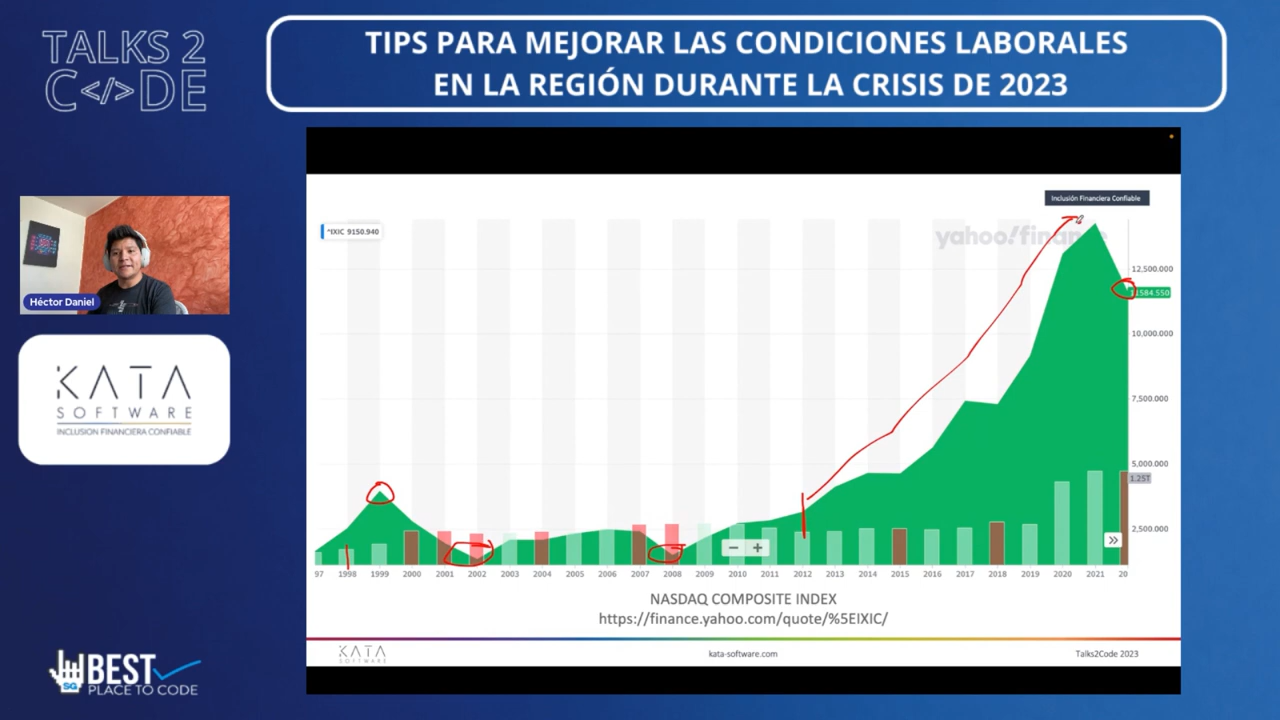 TALKS 2
C</>DE
TIPS PARA MEJORAR LAS CONDICIONES LABORALES
EN LA REGIÓN DURANTE LA CRISIS DE 2023
Héctor Daniel
KATA
SOFTWARE
INCLUSIÓN FINANCIERA CONFIABLE
SG BEST
PLACE TO CODE
Inclusión Financiera Confiable
^IXIC 9150.940
yahoo!finance
12,500.000
11584.550
10,000.000
7,500.000
5,000.000
1.25T
2,500.000
97 1998 1999 2000 2001 2002 2003 2004 2005 2006 2007 2008 2009 2010 2011 2012 2013 2014 2015 2016 2017 2018 2019 2020 2021 20
NASDAQ COMPOSITE INDEX
https://finance.yahoo.com/quote/%5EIXIC/
KATA
SOFTWARE
kata-software.com
Talks2Code 2023